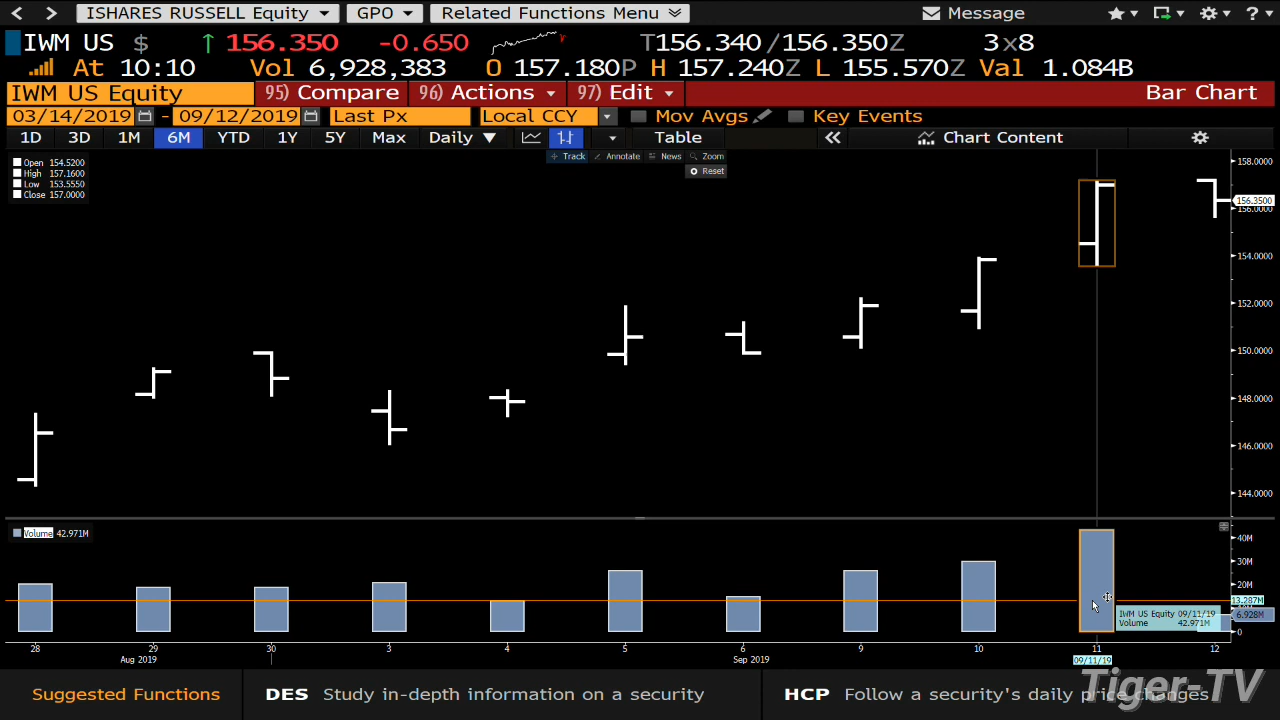 ISHARES RUSSELL Equity GPO Related Functions Menu Message ?
IWM US $ ↑ 156.350 -0.650 T156.340/156.350Z 3x8
At 10:10 Vol 6,928,383 O 157.180P H 157.240Z L 155.570Z Val 1.084B
IWM US Equity 95) Compare 96) Actions 97) Edit Bar Chart
03/14/2019 - 09/12/2019 Last Px Local CCY Mov Avgs Key Events
1D 3D 1M 6M YTD 1Y 5Y Max Daily ▼ Table Chart Content
Track Annotate News Zoom
Reset
Open 154.5200
High 157.1600
Low 153.5550
Close 157.0000
158.0000
156.3500
156.0000
154.0000
152.0000
150.0000
148.0000
146.0000
144.0000
Volume 42.971M
40M
30M
20M
13.287M
6.928M
0
IWM US Equity 09/11/19
Volume 42.971M
28 29 30 3 4 5 6 9 10 11 12
Aug 2019 Sep 2019 09/11/19
Suggested Functions DES Study in-depth information on a security HCP Follow a security's daily price changes
Tiger-TV